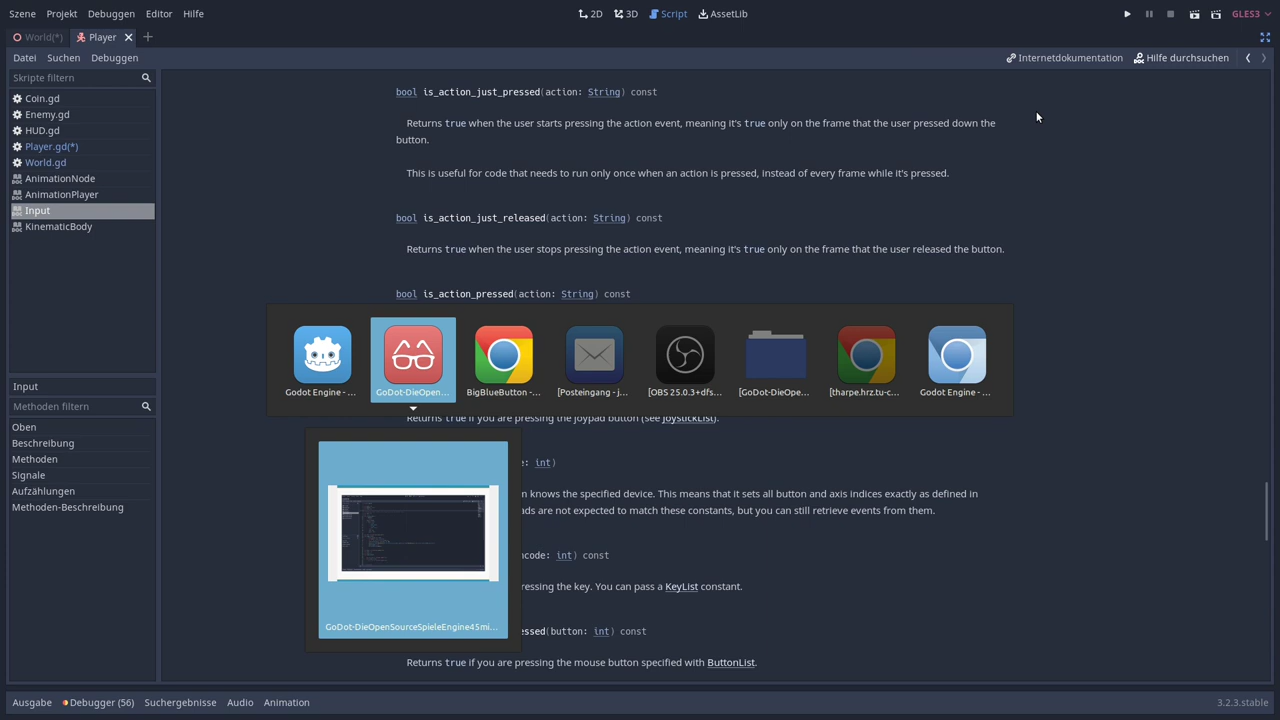 Szene Projekt Debuggen Editor Hilfe 2D 3D Script AssetLib GLES3
World(*) Player
Datei Suchen Debuggen Internetdokumentation Hilfe durchsuchen
Skripte filtern
Coin.gd
Enemy.gd
HUD.gd
Player.gd(*)
World.gd
AnimationNode
AnimationPlayer
Input
KinematicBody
Input
Methoden filtern
Oben
Beschreibung
Methoden
Signale
Aufzählungen
Methoden-Beschreibung
bool is_action_just_pressed(action: String) const
Returns true when the user starts pressing the action event, meaning it's true only on the frame that the user pressed down the
button.
This is useful for code that needs to run only once when an action is pressed, instead of every frame while it's pressed.
bool is_action_just_released(action: String) const
Returns true when the user stops pressing the action event, meaning it's true only on the frame that the user released the button.
bool is_action_pressed(action: String) const
Godot Engine - ... GoDot-DieOpen... BigBlueButton -... [Posteingang - j... [OBS 25.0.3+dfs... [GoDot-DieOpe... [tharpe.hrz.tu-c... Godot Engine - ...
Returns true if you are pressing the joypad button (see JoystickList).
e: int)
m knows the specified device. This means that it sets all button and axis indices exactly as defined in
ads are not expected to match these constants, but you can still retrieve events from them.
ncode: int) const
ressing the key. You can pass a KeyList constant.
GoDot-DieOpenSourceSpieleEngine45mi...
ssed(button: int) const
Returns true if you are pressing the mouse button specified with ButtonList.
Ausgabe Debugger (56) Suchergebnisse Audio Animation 3.2.3.stable